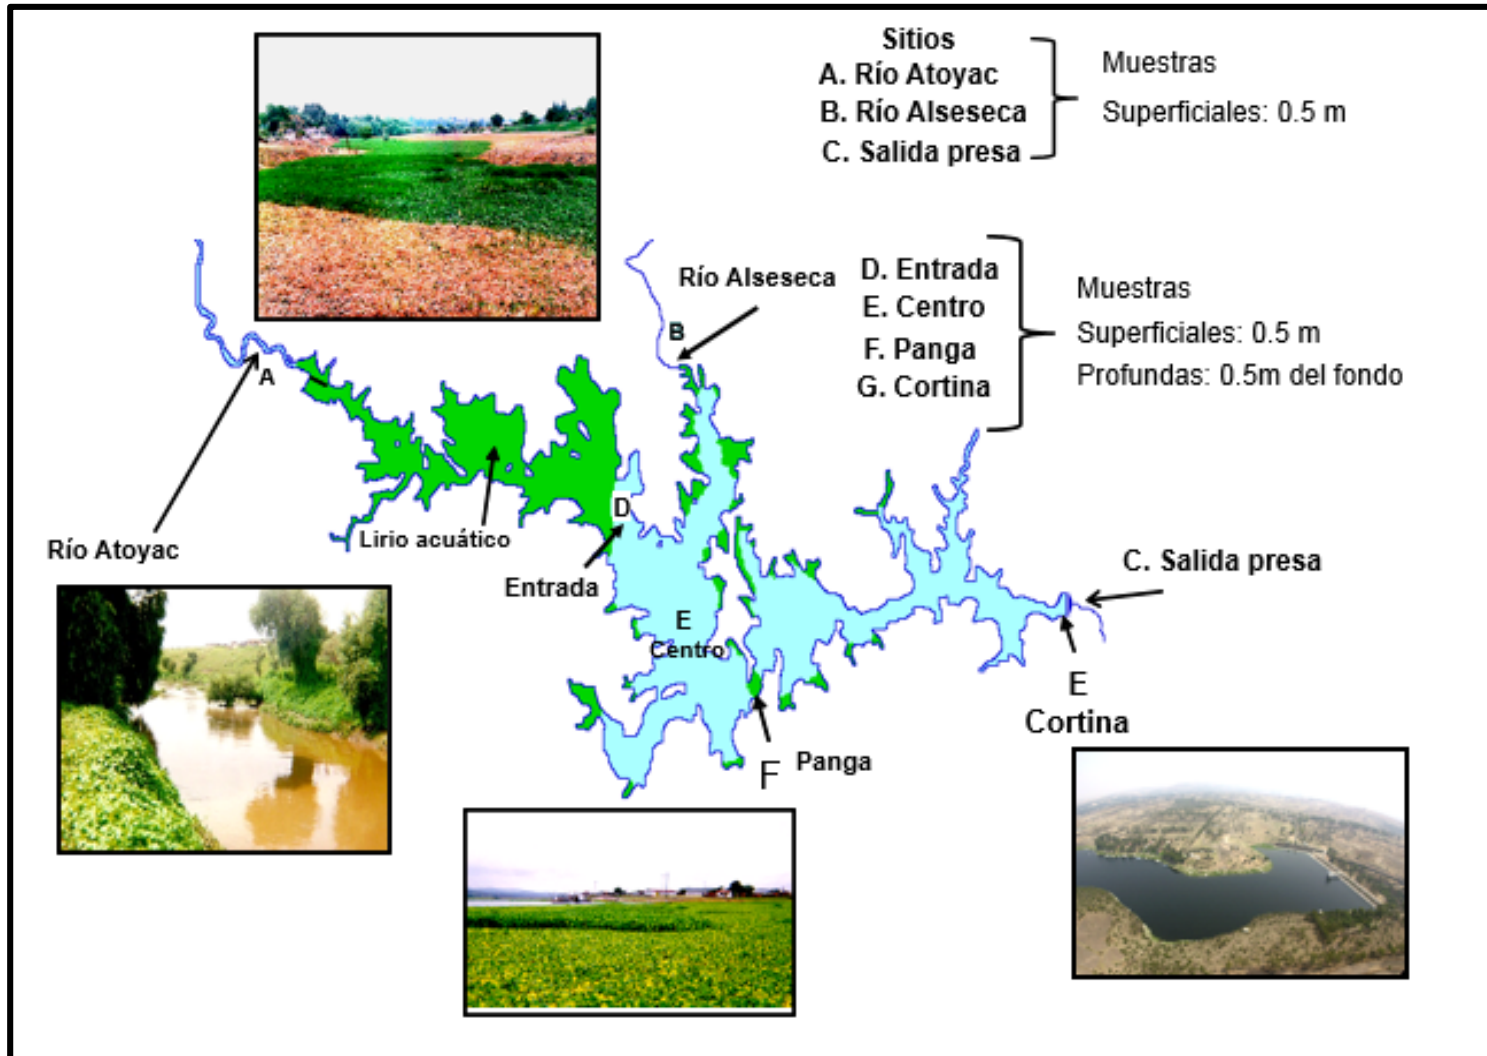 Sitios
A. Río Atoyac
B. Río Alseseca
C. Salida presa
Muestras
Superficiales: 0.5 m
D. Entrada
E. Centro
F. Panga
G. Cortina
Muestras
Superficiales: 0.5 m
Profundas: 0.5m del fondo
Río Alseseca
B
A
Río Atoyac
Lirio acuático
D
Entrada
E
Centro
C. Salida presa
E
Cortina
F Panga